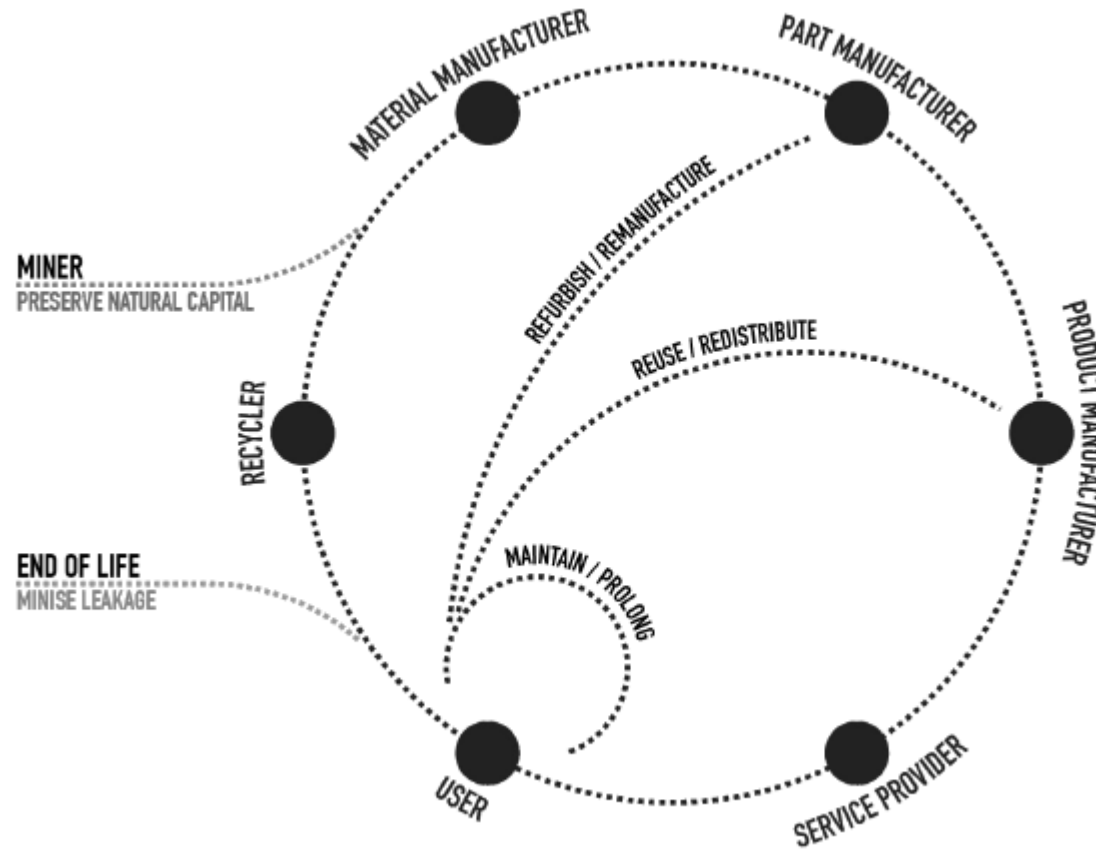 MATERIAL MANUFACTURER
PART MANUFACTURER
REFURBISH / REMANUFACTURE
MINER
PRESERVE NATURAL CAPITAL
REUSE / REDISTRIBUTE
PRODUCT MANUFACTURER
RECYCLER
MAINTAIN / PROLONG
END OF LIFE
MINISE LEAKAGE
USER
SERVICE PROVIDER